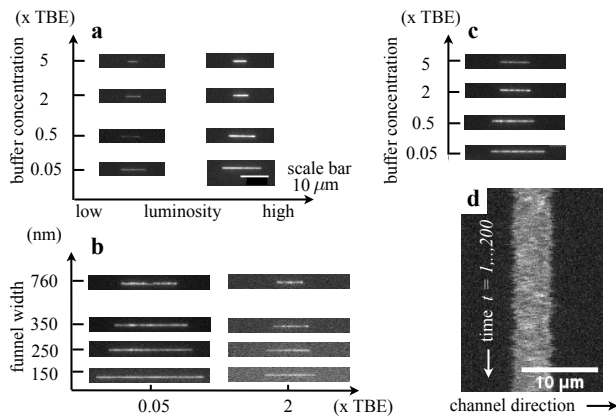 (x TBE)
a
buffer concentration
5
2
0.5
0.05
scale bar
10 μm
low
luminosity
high
(x TBE)
c
buffer concentration
5
2
0.5
0.05
(nm)
b
funnel width
760
350
250
150
0.05
2
(x TBE)
d
time t = 1,..,200
10 μm
channel direction